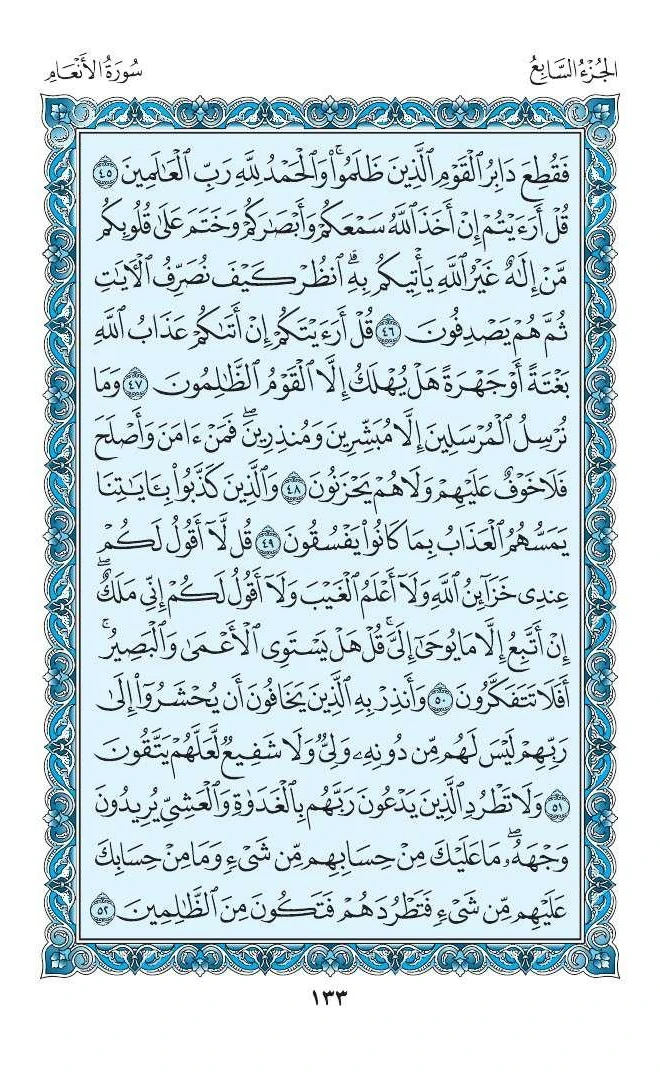 الجُزْءُ السَّابِعُ
سُورَةُ الأَنْعَامِ
فَقُطِعَ دَابِرُ ٱلْقَوْمِ ٱلَّذِينَ ظَلَمُوا۟ۚ وَٱلْحَمْدُ لِلَّهِ رَبِّ ٱلْعَـٰلَمِينَ ٤٥
قُلْ أَرَءَيْتُمْ إِنْ أَخَذَ ٱللَّهُ سَمْعَكُمْ وَأَبْصَـٰرَكُمْ وَخَتَمَ عَلَىٰ قُلُوبِكُم
مَّنْ إِلَـٰهٌ غَيْرُ ٱللَّهِ يَأْتِيكُم بِهِۗ ٱنظُرْ كَيْفَ نُصَرِّفُ ٱلْـَٔايَـٰتِ
ثُمَّ هُمْ يَصْدِفُونَ ٤٦ قُلْ أَرَءَيْتَكُمْ إِنْ أَتَىٰكُمْ عَذَابُ ٱللَّهِ
بَغْتَةً أَوْ جَهْرَةً هَلْ يُهْلَكُ إِلَّا ٱلْقَوْمُ ٱلظَّـٰلِمُونَ ٤٧ وَمَا
نُرْسِلُ ٱلْمُرْسَلِينَ إِلَّا مُبَشِّرِينَ وَمُنذِرِينَۖ فَمَنْ ءَامَنَ وَأَصْلَحَ
فَلَا خَوْفٌ عَلَيْهِمْ وَلَا هُمْ يَحْزَنُونَ ٤٨ وَٱلَّذِينَ كَذَّبُوا۟ بِـَٔايَـٰتِنَا
يَمَسُّهُمُ ٱلْعَذَابُ بِمَا كَانُوا۟ يَفْسُقُونَ ٤٩ قُل لَّآ أَقُولُ لَكُمْ
عِندِى خَزَآئِنُ ٱللَّهِ وَلَآ أَعْلَمُ ٱلْغَيْبَ وَلَآ أَقُولُ لَكُمْ إِنِّى مَلَكٌۖ
إِنْ أَتَّبِعُ إِلَّا مَا يُوحَىٰٓ إِلَىَّۚ قُلْ هَلْ يَسْتَوِى ٱلْأَعْمَىٰ وَٱلْبَصِيرُۚ
أَفَلَا تَتَفَكَّرُونَ ٥٠ وَأَنذِرْ بِهِ ٱلَّذِينَ يَخَافُونَ أَن يُحْشَرُوٓا۟ إِلَىٰ
رَبِّهِمْ لَيْسَ لَهُم مِّن دُونِهِۦ وَلِىٌّ وَلَا شَفِيعٌ لَّعَلَّهُمْ يَتَّقُونَ
٥١ وَلَا تَطْرُدِ ٱلَّذِينَ يَدْعُونَ رَبَّهُم بِٱلْغَدَوٰةِ وَٱلْعَشِىِّ يُرِيدُونَ
وَجْهَهُۥۖ مَا عَلَيْكَ مِنْ حِسَابِهِم مِّن شَىْءٍ وَمَا مِنْ حِسَابِكَ
عَلَيْهِم مِّن شَىْءٍ فَتَطْرُدَهُمْ فَتَكُونَ مِنَ ٱلظَّـٰلِمِينَ ٥٢
١٣٣